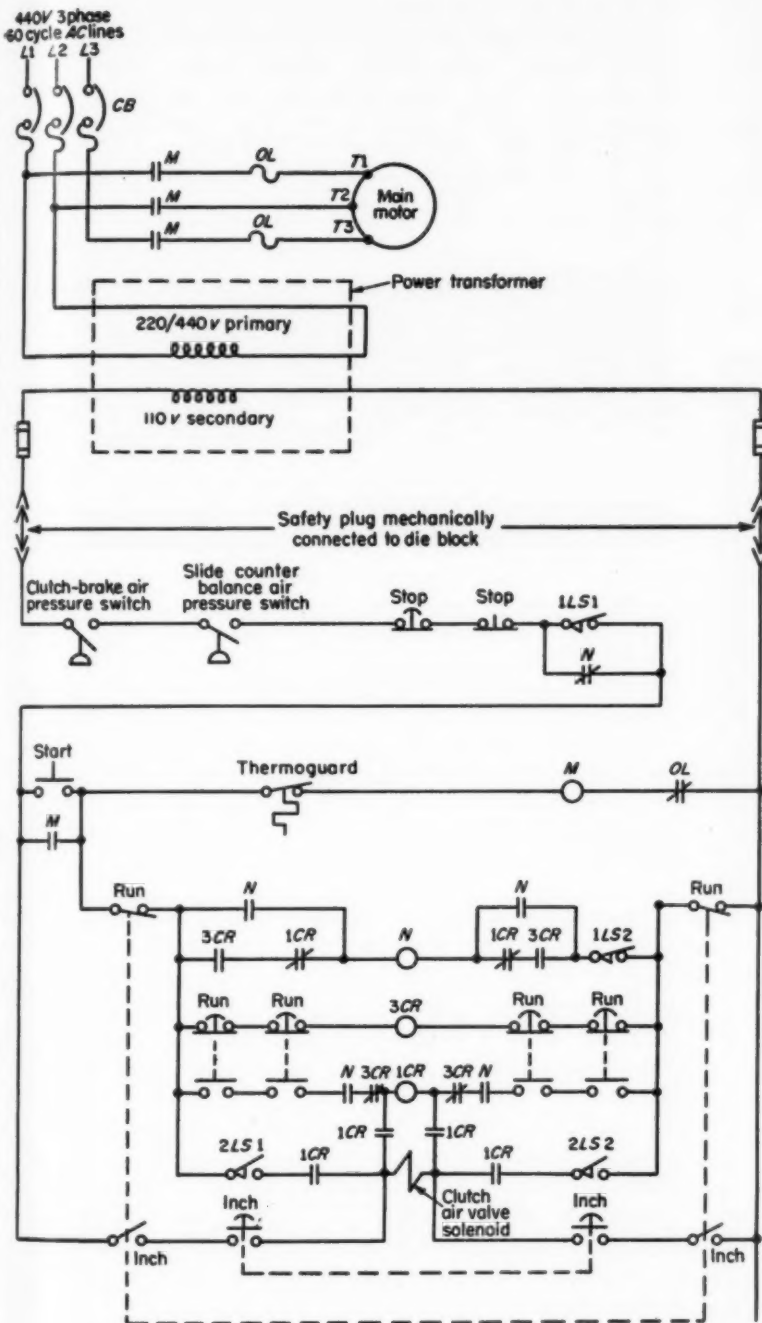 440V 3phase
60 cycle AC lines
L1 L2 L3
CB
M OL T1
M T2 Main motor
M OL T3
Power transformer
220/440v primary
110v secondary
Safety plug mechanically
connected to die block
Clutch-brake air
pressure switch
Slide counter
balance air
pressure switch
Stop Stop 1LS1
N
Start
Thermoguard M OL
M
Run N N Run
3CR 1CR N 1CR 3CR 1LS2
Run Run 3CR Run Run
N 3CR 1CR 3CR N
1CR 1CR
2LS1 1CR 1CR 2LS2
Clutch
air valve
solenoid
Inch Inch
Inch Inch